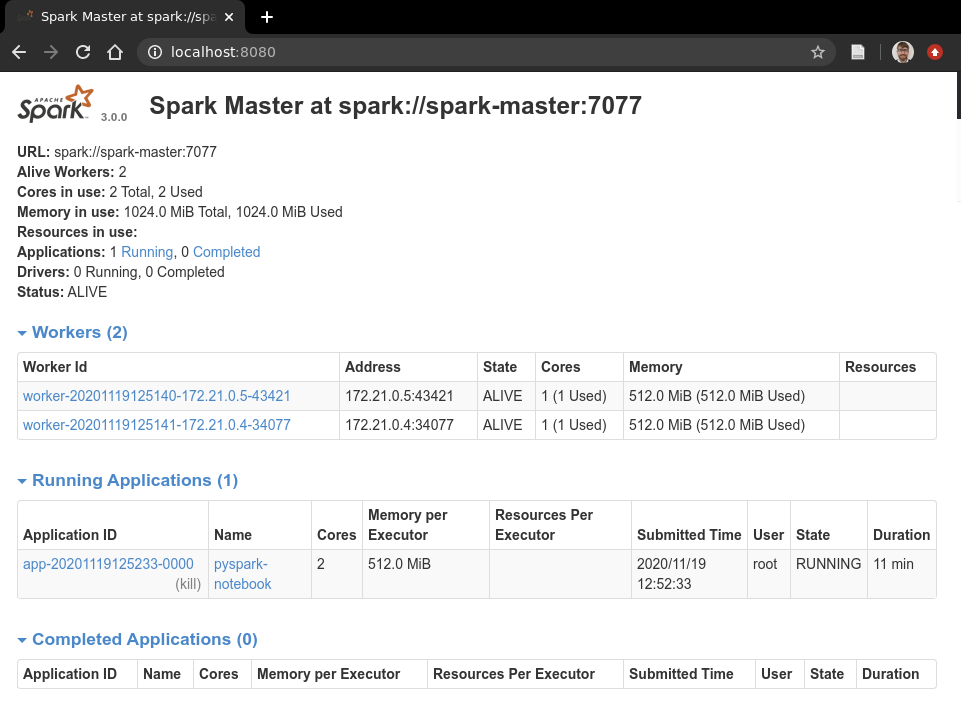 Spark Master at spark://spa
localhost:8080
APACHE
Spark™ 3.0.0 Spark Master at spark://spark-master:7077
URL: spark://spark-master:7077
Alive Workers: 2
Cores in use: 2 Total, 2 Used
Memory in use: 1024.0 MiB Total, 1024.0 MiB Used
Resources in use:
Applications: 1 Running, 0 Completed
Drivers: 0 Running, 0 Completed
Status: ALIVE
Workers (2)
Worker Id Address State Cores Memory Resources
worker-20201119125140-172.21.0.5-43421 172.21.0.5:43421 ALIVE 1 (1 Used) 512.0 MiB (512.0 MiB Used)
worker-20201119125141-172.21.0.4-34077 172.21.0.4:34077 ALIVE 1 (1 Used) 512.0 MiB (512.0 MiB Used)
Running Applications (1)
Application ID Name Cores Memory per Executor Resources Per Executor Submitted Time User State Duration
app-20201119125233-0000 (kill) pyspark-notebook 2 512.0 MiB 2020/11/19 12:52:33 root RUNNING 11 min
Completed Applications (0)
Application ID Name Cores Memory per Executor Resources Per Executor Submitted Time User State Duration